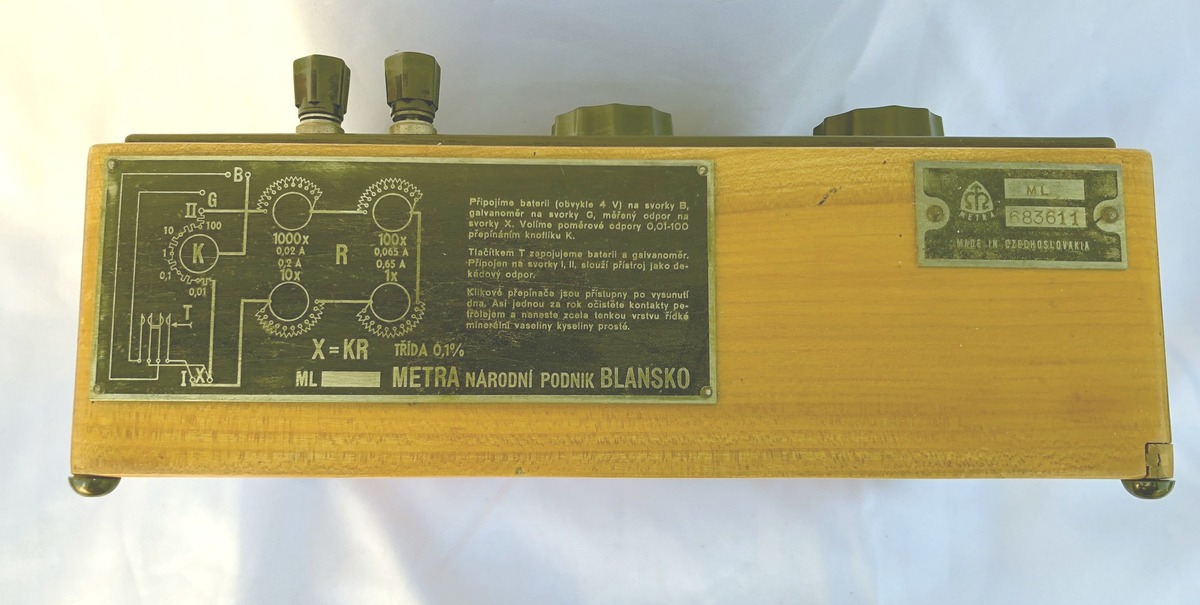 B
G
II
10
100
K
1
0,1
0,01
T
I
X
1000x
0,02 A
0,2 A
10x
R
100x
0,065 A
0,65 A
1x
X = KR TŘÍDA 0,1%
ML METRA NÁRODNÍ PODNIK BLANSKO
Připojíme baterii (obvykle 4 V) na svorky B,
galvanoměr na svorky G, měřený odpor na
svorky X. Volíme poměrové odpory 0,01-100
přepínáním knoflíku K.
Tlačítkem T zapojujeme baterii a galvanoměr.
Připojen na svorky I, II, slouží přístroj jako de-
kádový odpor.
Klikové přepínače jsou přístupny po vysunutí
dna. Asi jednou za rok očistěte kontakty pe-
trolejem a naneste zcela tenkou vrstvu řídké
minerální vaseliny kyseliny prosté.
METRA
ML
683611
MADE IN CZECHOSLOVAKIA